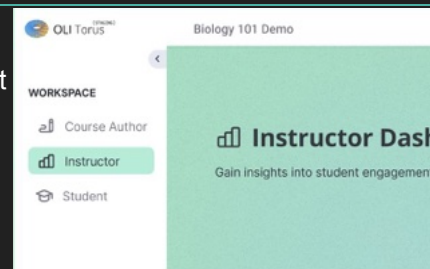 OLI Torus
Biology 101 Demo
t
WORKSPACE
Course Author
Instructor
Student
Instructor Dash
Gain insights into student engagement